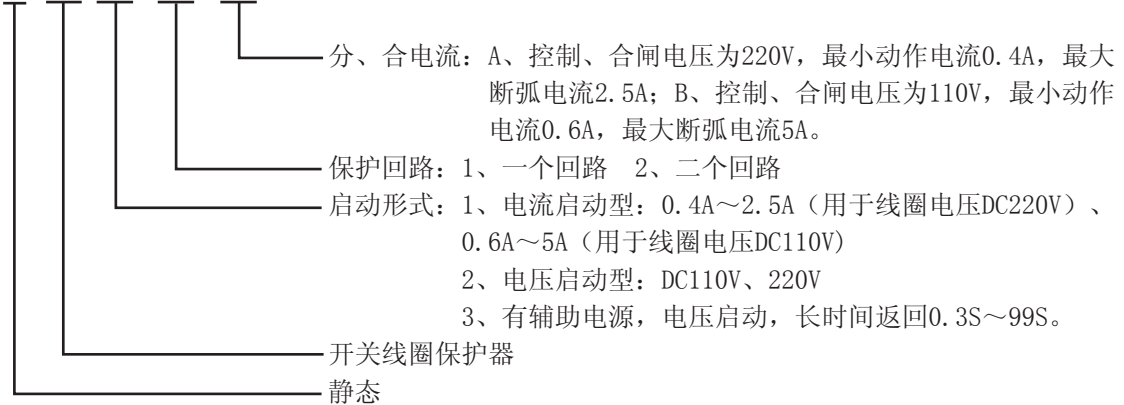 分、合电流：A、控制、合闸电压为220V，最小动作电流0.4A，最大
断弧电流2.5A；B、控制、合闸电压为110V，最小动作
电流0.6A，最大断弧电流5A。
保护回路：1、一个回路 2、二个回路
启动形式：1、电流启动型：0.4A～2.5A（用于线圈电压DC220V）、
0.6A～5A（用于线圈电压DC110V)
2、电压启动型：DC110V、220V
3、有辅助电源，电压启动，长时间返回0.3S～99S。
开关线圈保护器
静态